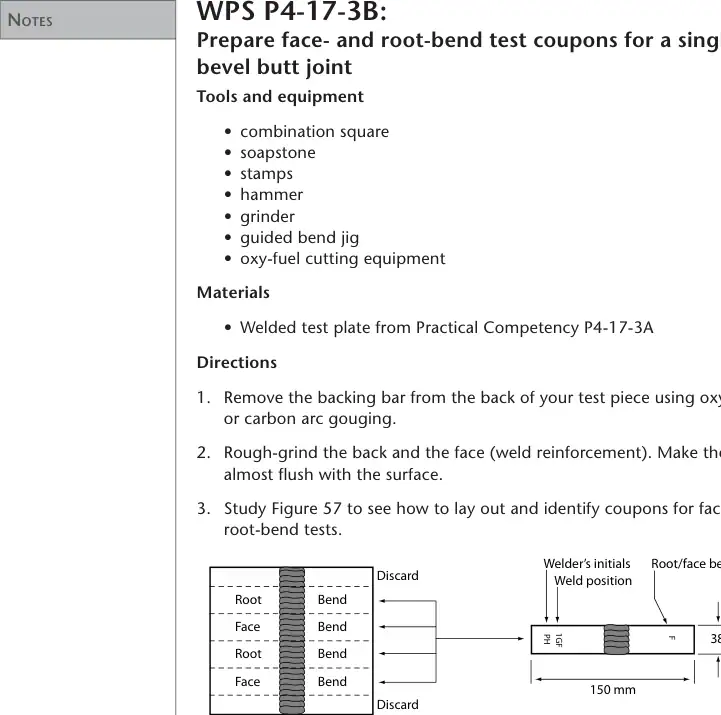 NOTES
WPS P4-17-3B:
Prepare face- and root-bend test coupons for a singl
bevel butt joint
Tools and equipment
• combination square
• soapstone
• stamps
• hammer
• grinder
• guided bend jig
• oxy-fuel cutting equipment
Materials
• Welded test plate from Practical Competency P4-17-3A
Directions
1. Remove the backing bar from the back of your test piece using oxy
or carbon arc gouging.
2. Rough-grind the back and the face (weld reinforcement). Make the
almost flush with the surface.
3. Study Figure 57 to see how to lay out and identify coupons for fac
root-bend tests.
Discard
Root Bend
Face Bend
Root Bend
Face Bend
Discard
Welder’s initials Root/face be
Weld position
PH 1GF F
38
150 mm